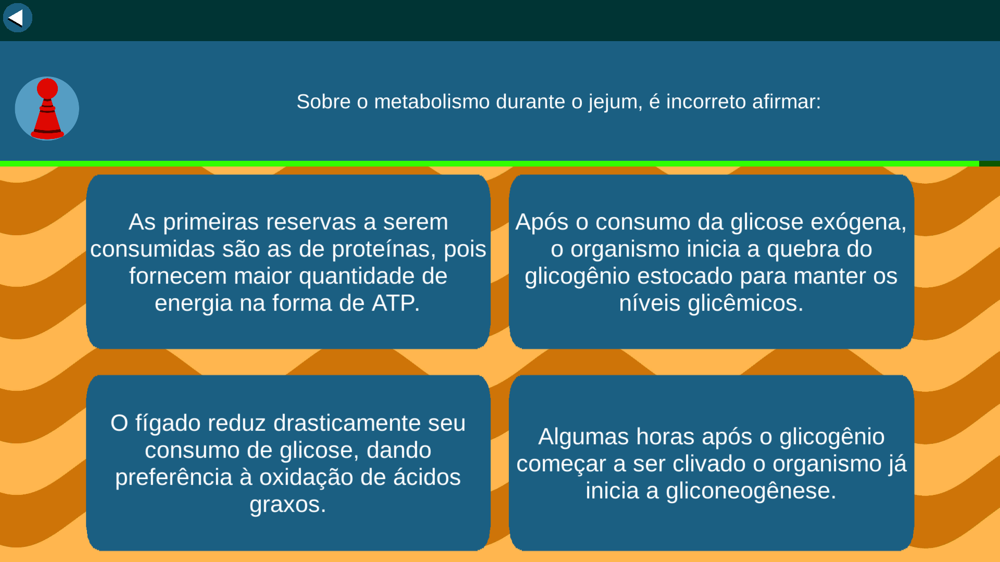 Sobre o metabolismo durante o jejum, é incorreto afirmar:
As primeiras reservas a serem
consumidas são as de proteínas, pois
fornecem maior quantidade de
energia na forma de ATP.
Após o consumo da glicose exógena,
o organismo inicia a quebra do
glicogênio estocado para manter os
níveis glicêmicos.
O fígado reduz drasticamente seu
consumo de glicose, dando
preferência à oxidação de ácidos
graxos.
Algumas horas após o glicogênio
começar a ser clivado o organismo já
inicia a gliconeogênese.